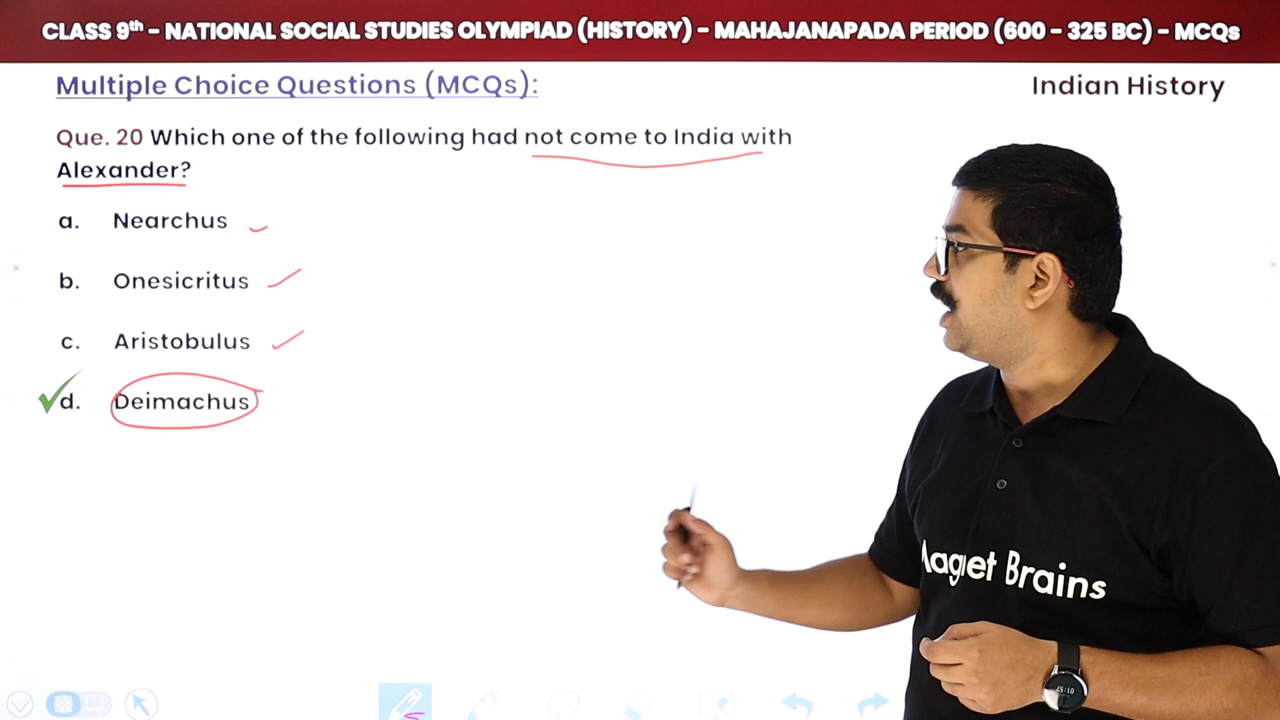 CLASS 9th – NATIONAL SOCIAL STUDIES OLYMPIAD (HISTORY) – MAHAJANAPADA PERIOD (600 – 325 BC) – MCQs
Multiple Choice Questions (MCQs):
Indian History
Que. 20 Which one of the following had not come to India with
Alexander?
a. Nearchus
b. Onesicritus
c. Aristobulus
d. Deimachus
Magnet Brains
01:57